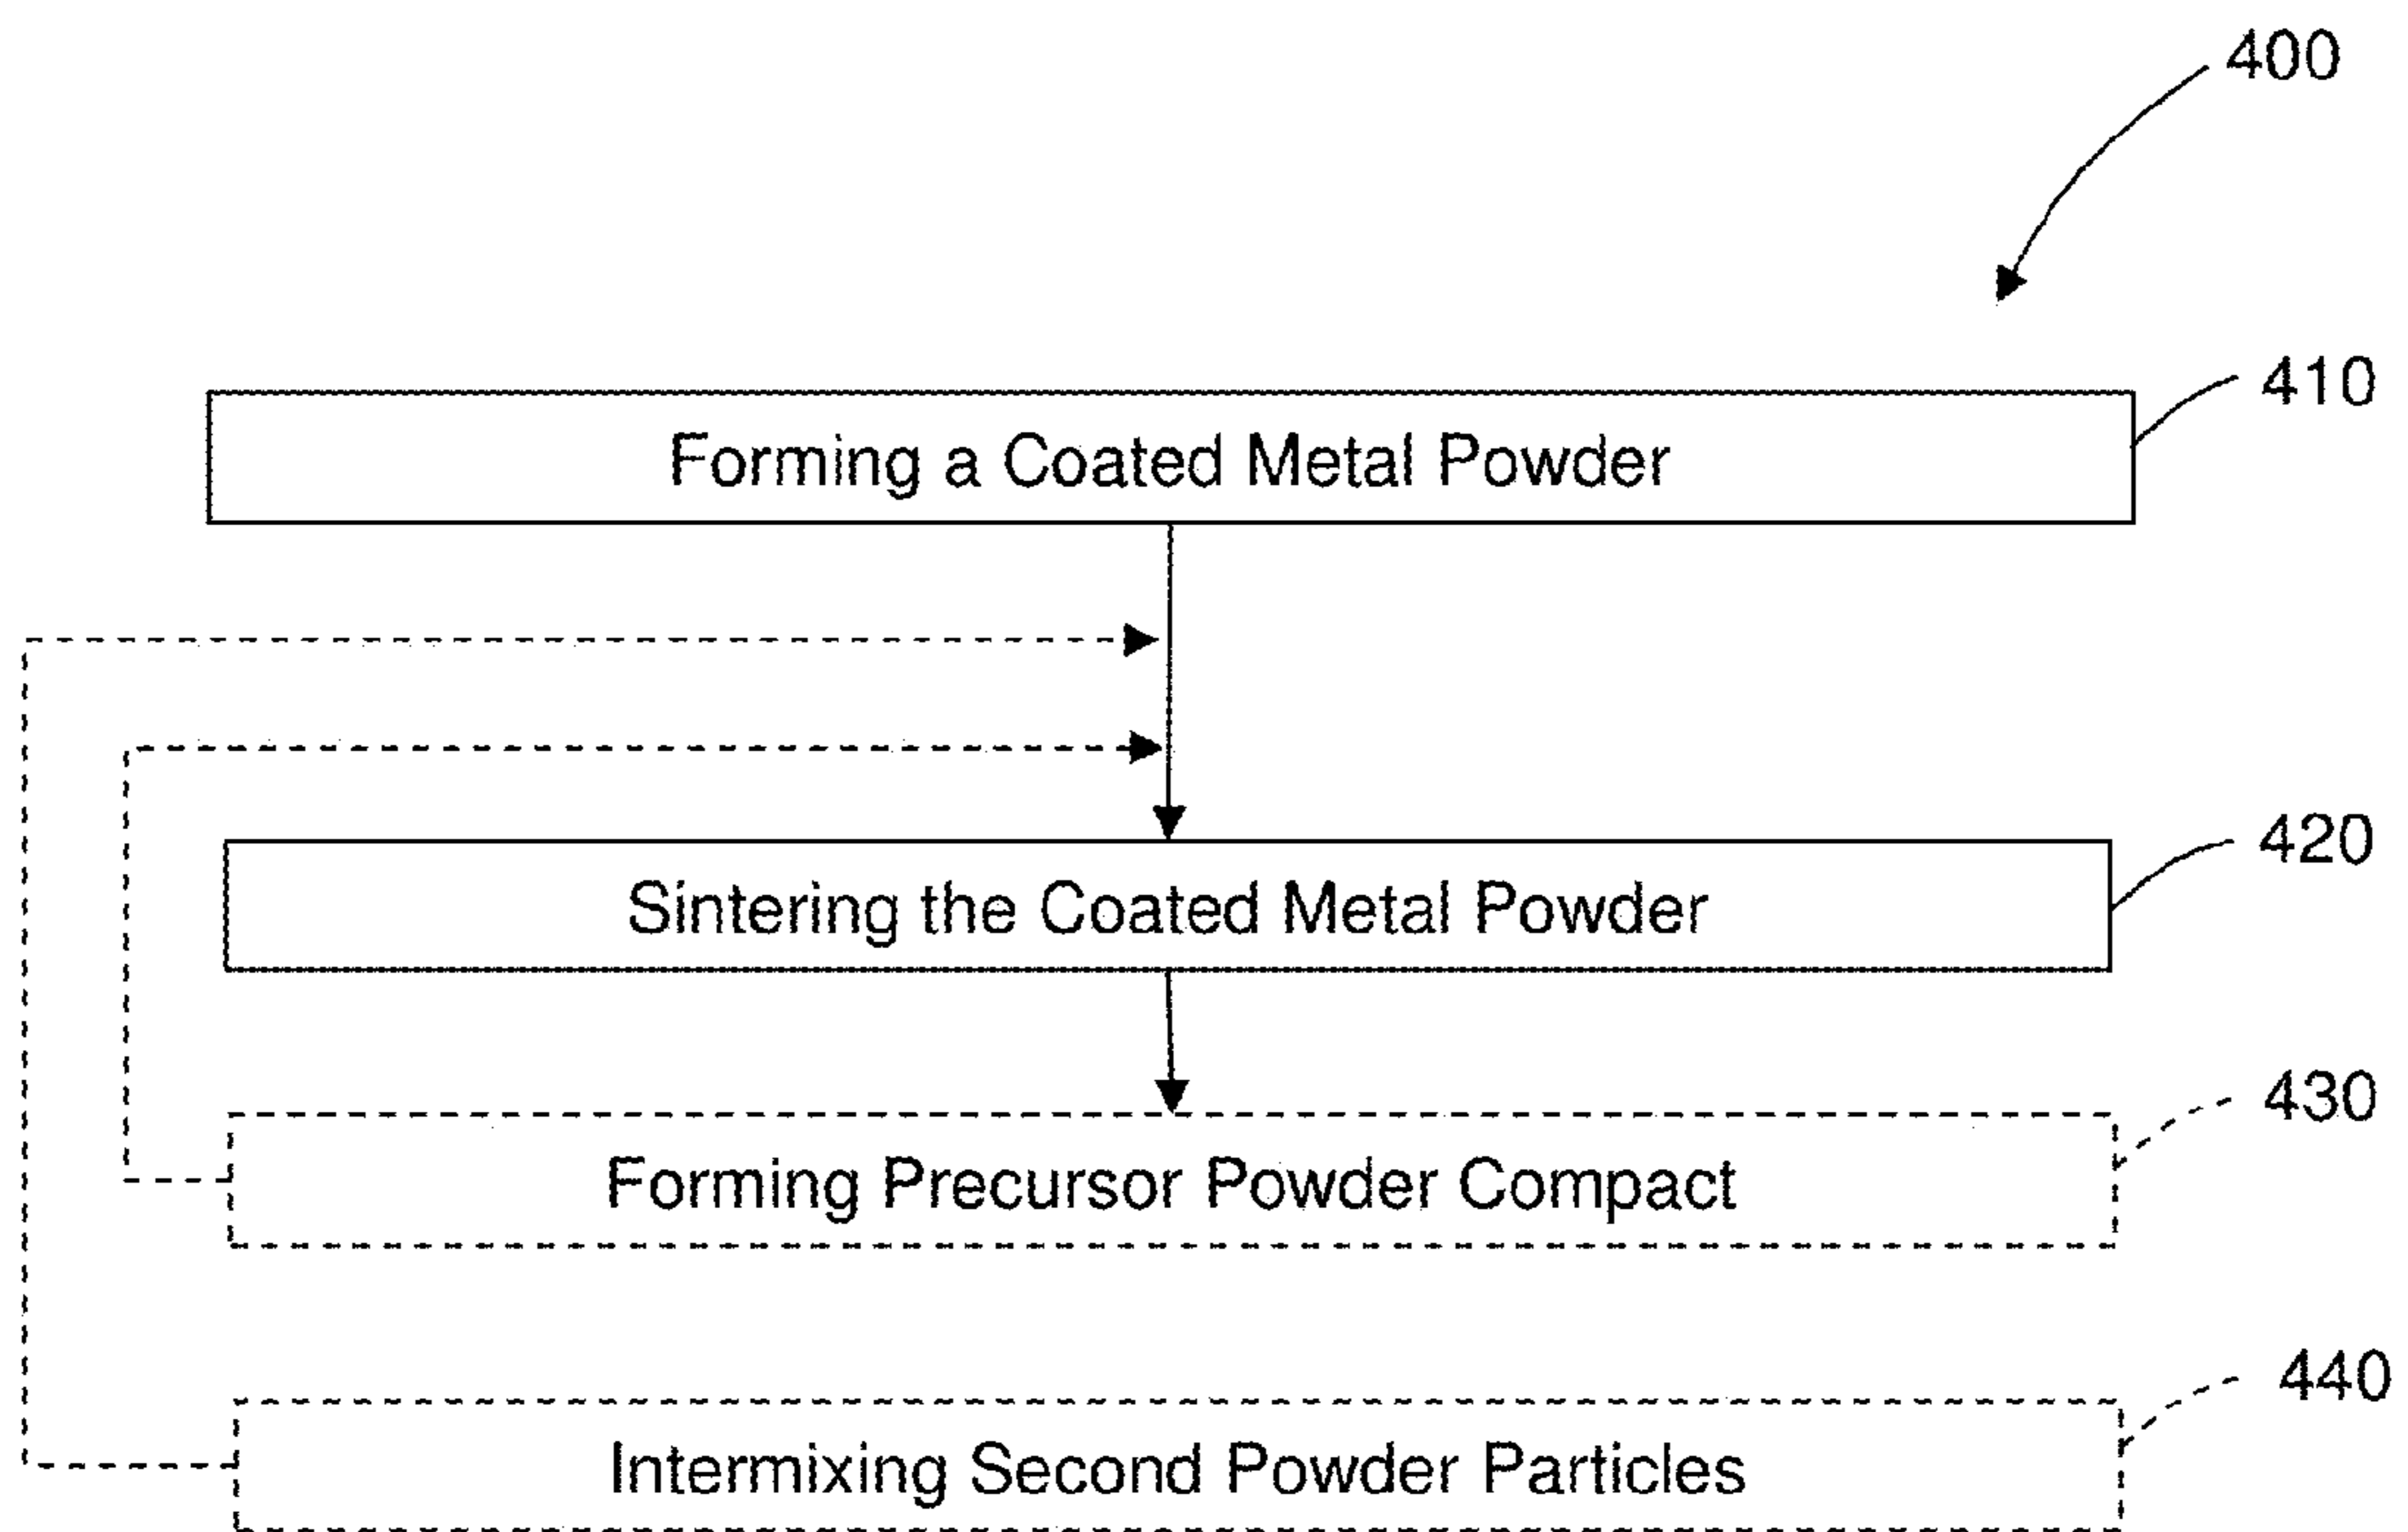 400
Forming a Coated Metal Powder
410
Sintering the Coated Metal Powder
420
Forming Precursor Powder Compact
430
Intermixing Second Powder Particles
440